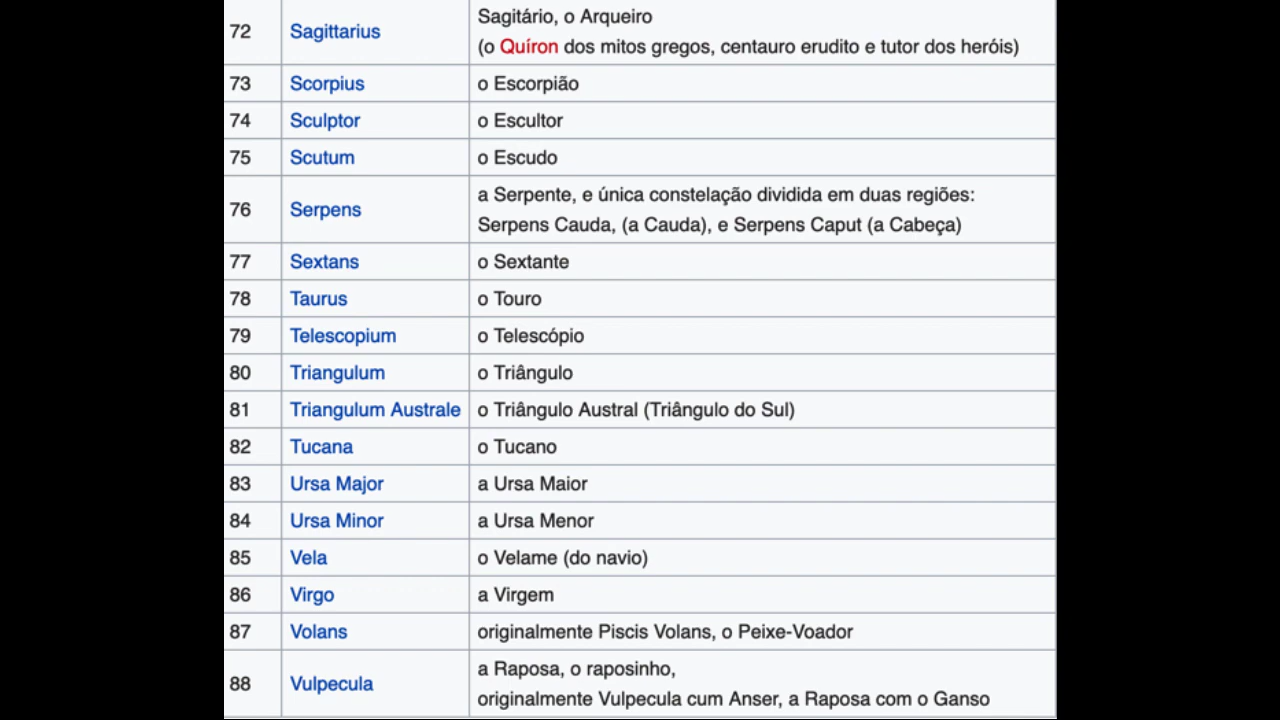 72 Sagittarius Sagitário, o Arqueiro
(o Quíron dos mitos gregos, centauro erudito e tutor dos heróis)
73 Scorpius o Escorpião
74 Sculptor o Escultor
75 Scutum o Escudo
76 Serpens a Serpente, e única constelação dividida em duas regiões:
Serpens Cauda, (a Cauda), e Serpens Caput (a Cabeça)
77 Sextans o Sextante
78 Taurus o Touro
79 Telescopium o Telescópio
80 Triangulum o Triângulo
81 Triangulum Australe o Triângulo Austral (Triângulo do Sul)
82 Tucana o Tucano
83 Ursa Major a Ursa Maior
84 Ursa Minor a Ursa Menor
85 Vela o Velame (do navio)
86 Virgo a Virgem
87 Volans originalmente Piscis Volans, o Peixe-Voador
88 Vulpecula a Raposa, o raposinho,
originalmente Vulpecula cum Anser, a Raposa com o Ganso